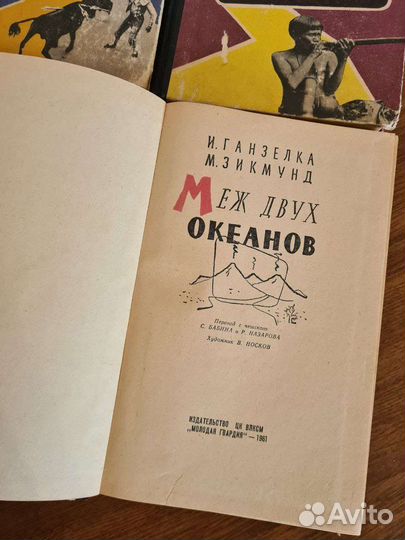 И. ГАНЗЕЛКА
М. ЗИКМУНД
МЕЖ ДВУХ
ОКЕАНОВ
Перевод с чешского
С. БАБИНА и Р. НАЗАРОВА
Художник В. НОСКОВ
ИЗДАТЕЛЬСТВО ЦК ВЛКСМ
„МОЛОДАЯ ГВАРДИЯ“ — 1961
Avito